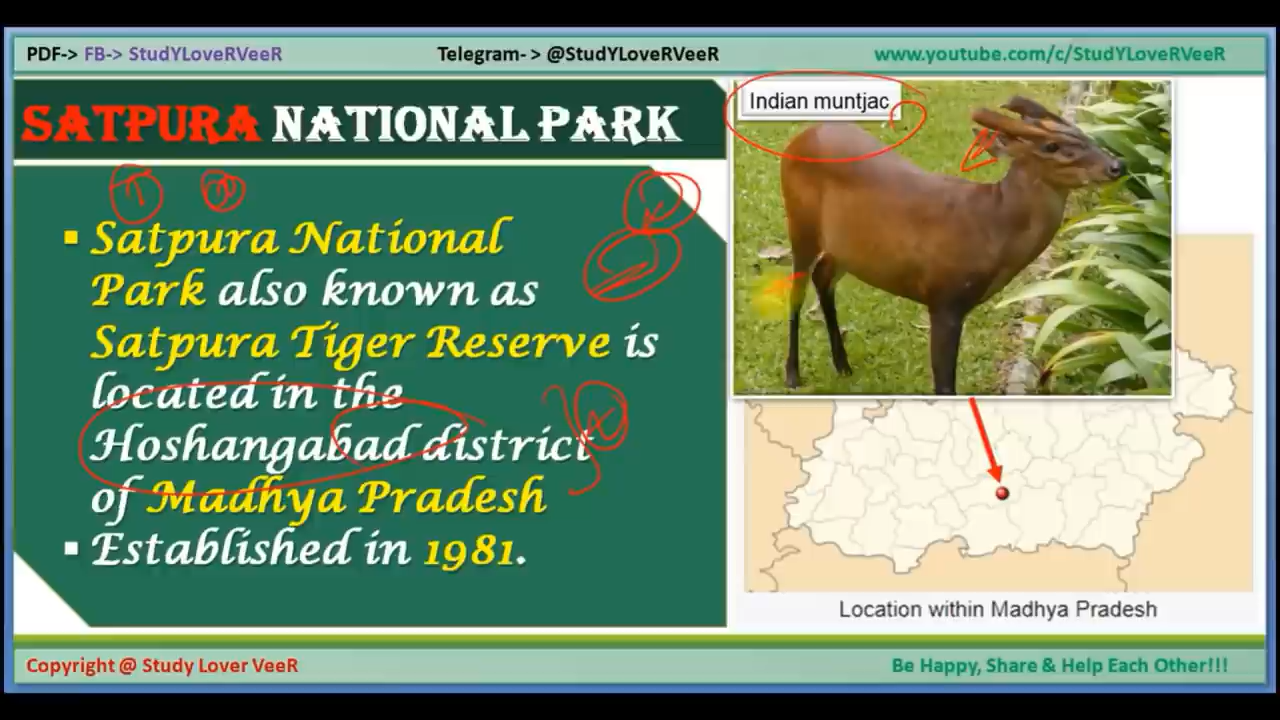 PDF-> FB-> StudYLoveRVeeR
Telegram- > @StudYLoveRVeeR
www.youtube.com/c/StudYLoveRVeeR
SATPURA NATIONAL PARK
Indian muntjac
▪ Satpura National
Park also known as
Satpura Tiger Reserve is
located in the
Hoshangabad district
of Madhya Pradesh
▪ Established in 1981.
Location within Madhya Pradesh
Copyright @ Study Lover VeeR
Be Happy, Share & Help Each Other!!!